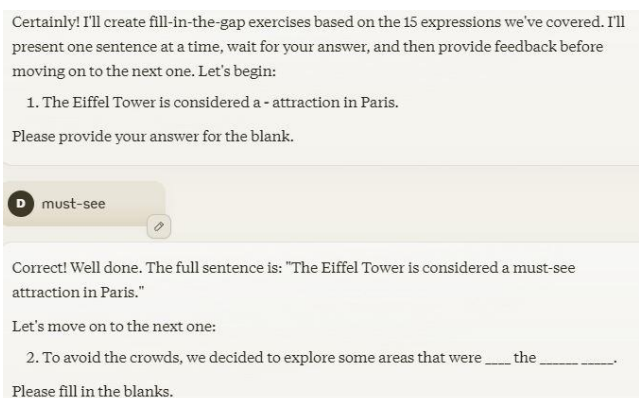 Certainly! I'll create fill-in-the-gap exercises based on the 15 expressions we've covered. I'll
present one sentence at a time, wait for your answer, and then provide feedback before
moving on to the next one. Let's begin:
1. The Eiffel Tower is considered a - attraction in Paris.
Please provide your answer for the blank.
D must-see
Correct! Well done. The full sentence is: "The Eiffel Tower is considered a must-see
attraction in Paris."
Let's move on to the next one:
2. To avoid the crowds, we decided to explore some areas that were ____ the ______ _____.
Please fill in the blanks.